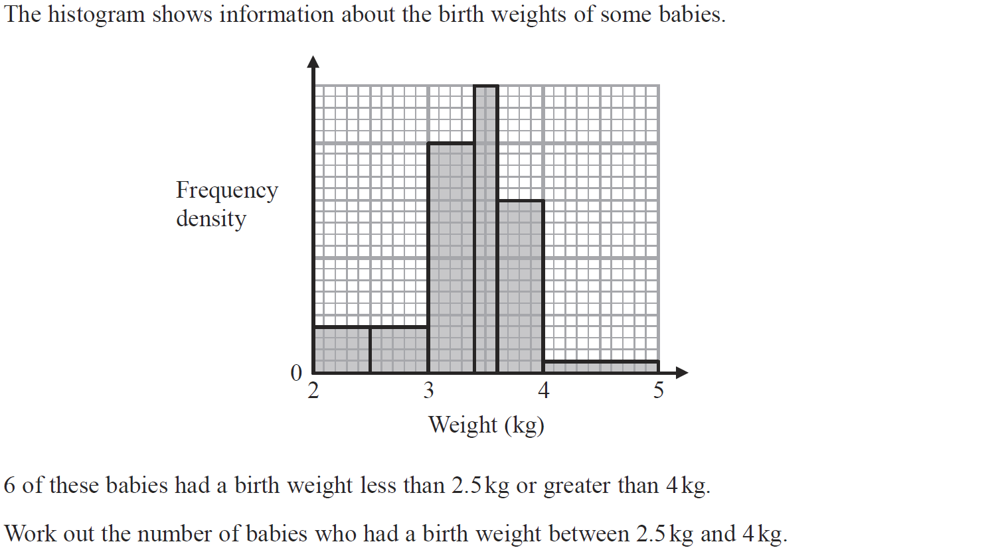 The histogram shows information about the birth weights of some babies.
Frequency
density
0
2 3 4 5
Weight (kg)
6 of these babies had a birth weight less than 2.5 kg or greater than 4 kg.
Work out the number of babies who had a birth weight between 2.5 kg and 4 kg.